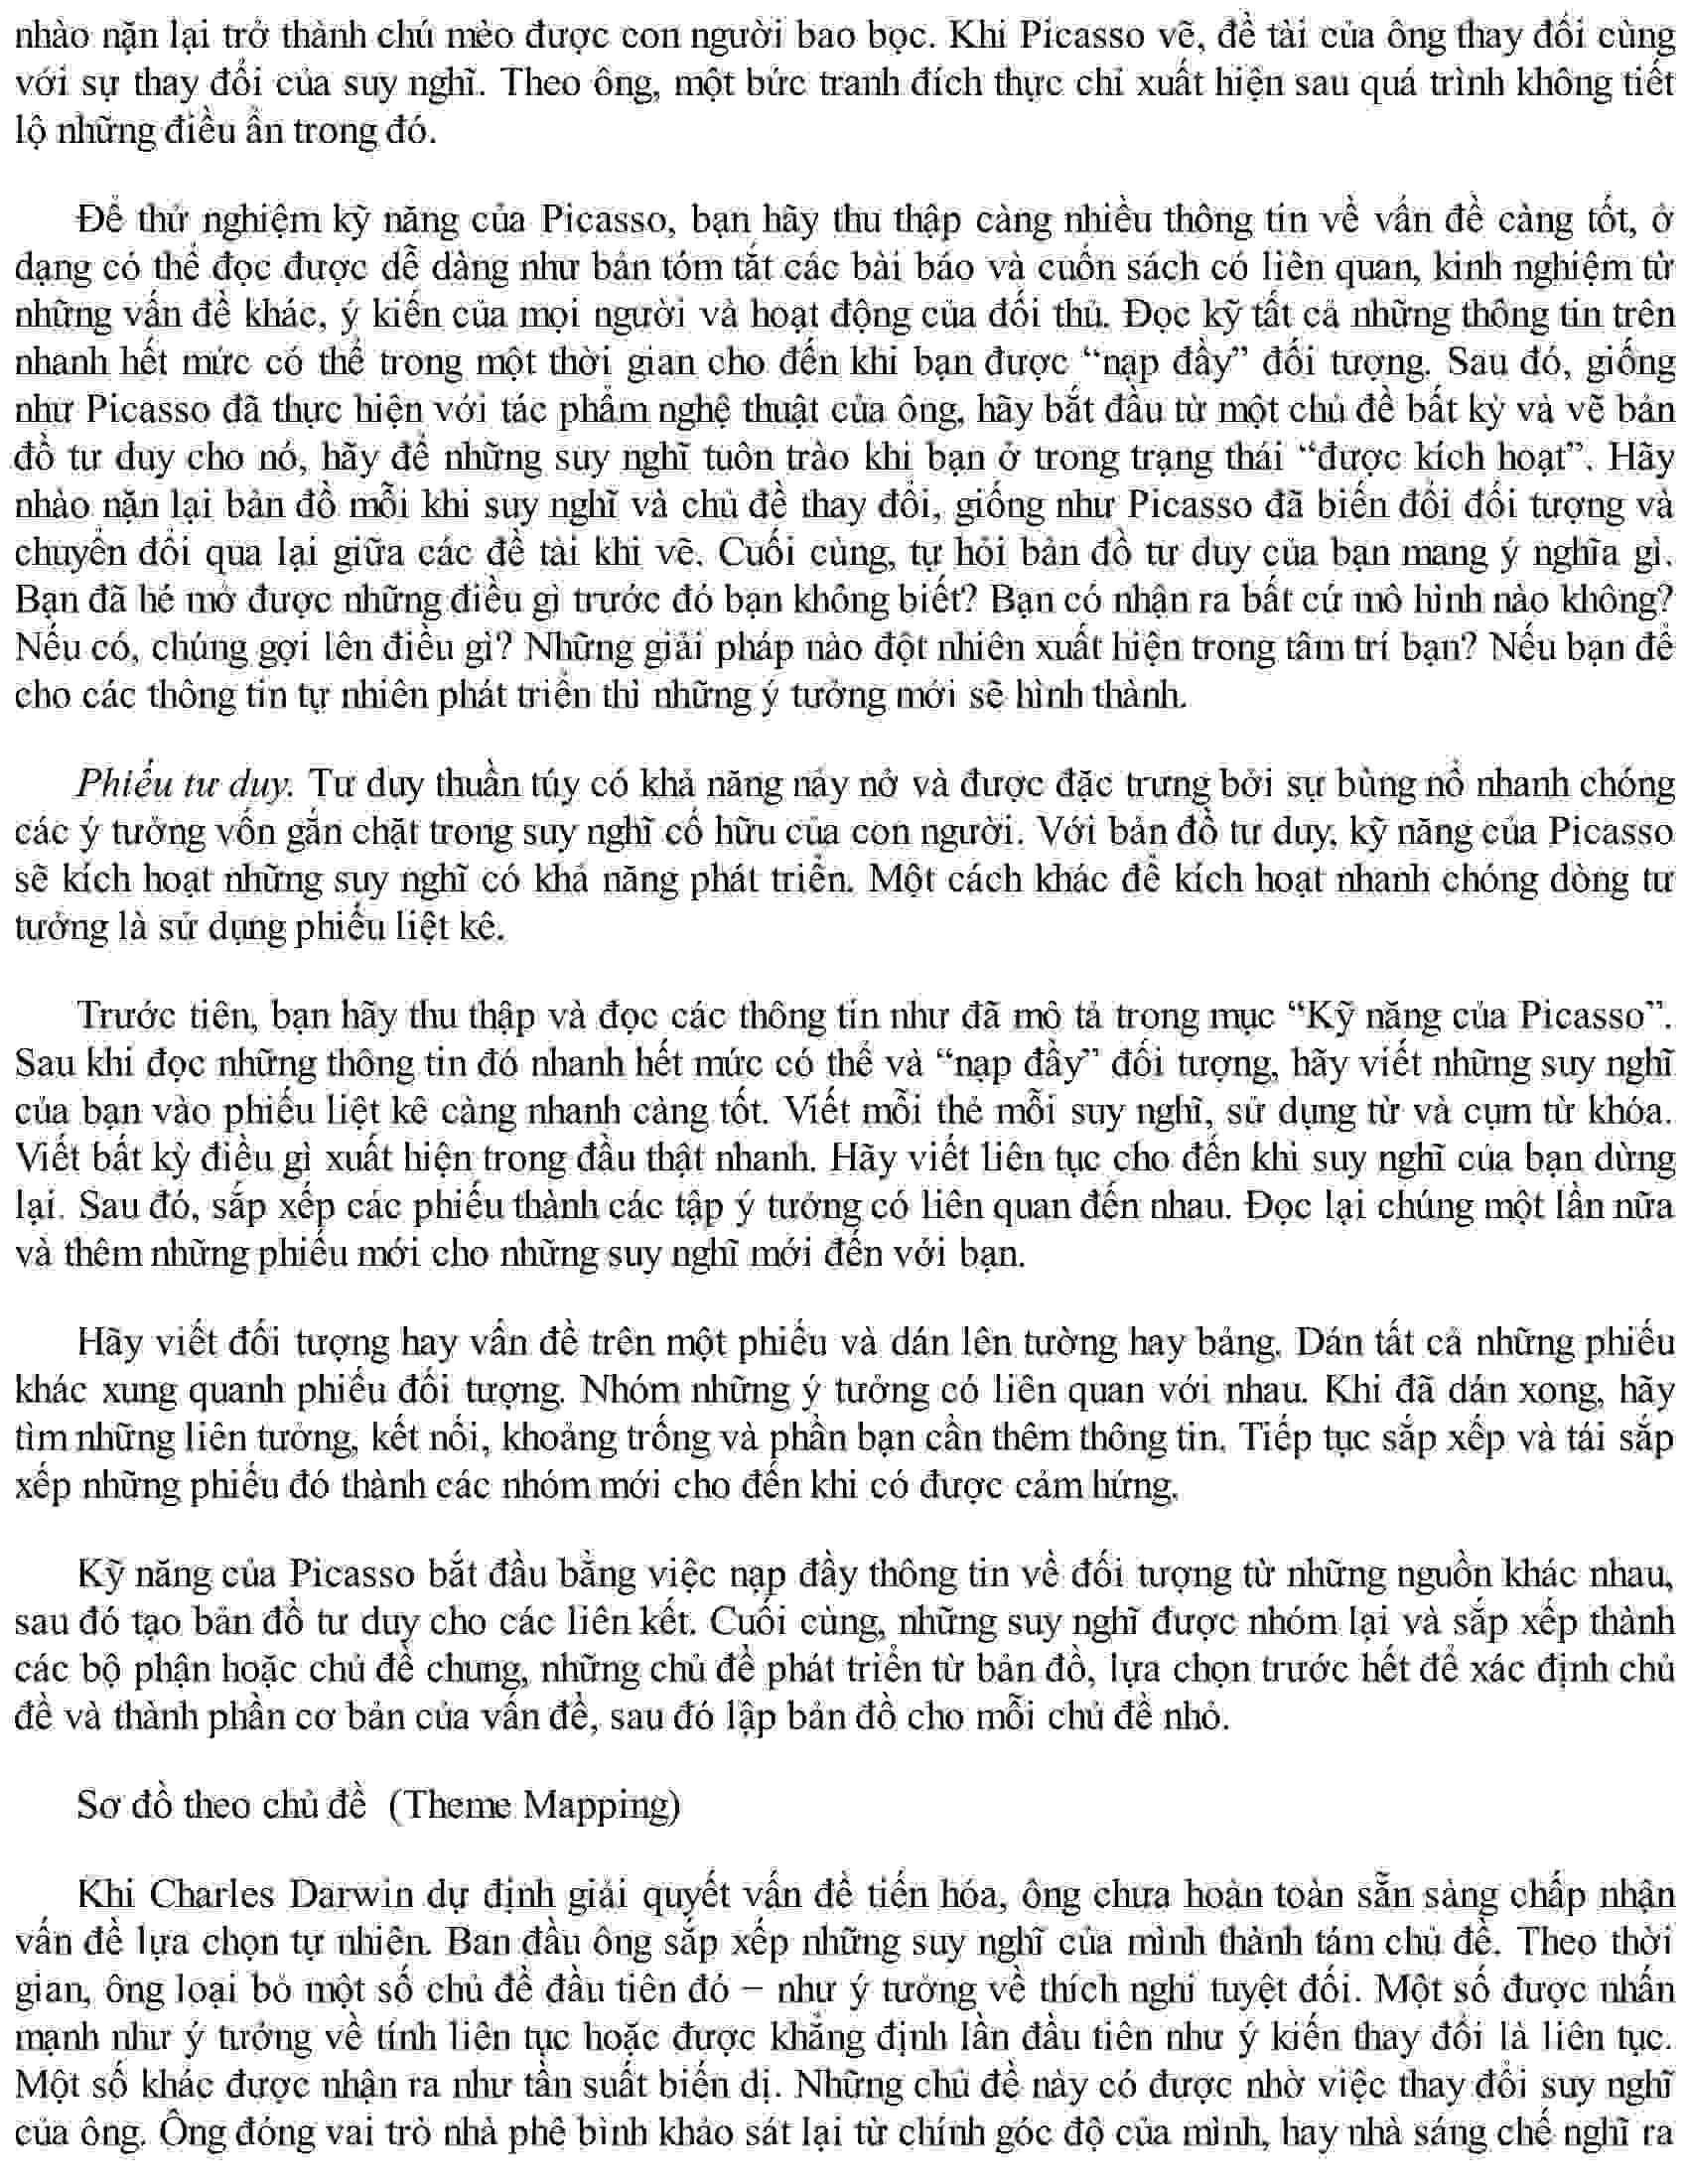 nhào nặn lại trở thành chú mèo được con người bao bọc. Khi Picasso vẽ, đề tài của ông thay đổi cùng
với sự thay đổi của suy nghĩ. Theo ông, một bức tranh đích thực chỉ xuất hiện sau quá trình không tiết
lộ những điều ẩn trong đó.
Để thử nghiệm kỹ năng của Picasso, bạn hãy thu thập càng nhiều thông tin về vấn đề càng tốt, ở
dạng có thể đọc được dễ dàng như bản tóm tắt các bài báo và cuốn sách có liên quan, kinh nghiệm từ
những vấn đề khác, ý kiến của mọi người và hoạt động của đối thủ. Đọc kỹ tất cả những thông tin trên
nhanh hết mức có thể trong một thời gian cho đến khi bạn được “nạp đầy” đối tượng. Sau đó, giống
như Picasso đã thực hiện với tác phẩm nghệ thuật của ông, hãy bắt đầu từ một chủ đề bất kỳ và vẽ bản
đồ tư duy cho nó, hãy để những suy nghĩ tuôn trào khi bạn ở trong trạng thái “được kích hoạt”. Hãy
nhào nặn lại bản đồ mỗi khi suy nghĩ và chủ đề thay đổi, giống như Picasso đã biến đổi đối tượng và
chuyển đổi qua lại giữa các đề tài khi vẽ. Cuối cùng, tự hỏi bản đồ tư duy của bạn mang ý nghĩa gì.
Bạn đã hé mở được những điều gì trước đó bạn không biết? Bạn có nhận ra bất cứ mô hình nào không?
Nếu có, chúng gợi lên điều gì? Những giải pháp nào đột nhiên xuất hiện trong tâm trí bạn? Nếu bạn để
cho các thông tin tự nhiên phát triển thì những ý tưởng mới sẽ hình thành.
Phiếu tư duy. Tư duy thuần túy có khả năng nảy nở và được đặc trưng bởi sự bùng nổ nhanh chóng
các ý tưởng vốn gắn chặt trong suy nghĩ cố hữu của con người. Với bản đồ tư duy, kỹ năng của Picasso
sẽ kích hoạt những suy nghĩ có khả năng phát triển. Một cách khác để kích hoạt nhanh chóng dòng tư
tưởng là sử dụng phiếu liệt kê.
Trước tiên, bạn hãy thu thập và đọc các thông tin như đã mô tả trong mục “Kỹ năng của Picasso”.
Sau khi đọc những thông tin đó nhanh hết mức có thể và “nạp đầy” đối tượng, hãy viết những suy nghĩ
của bạn vào phiếu liệt kê càng nhanh càng tốt. Viết mỗi thẻ mỗi suy nghĩ, sử dụng từ và cụm từ khóa.
Viết bất kỳ điều gì xuất hiện trong đầu thật nhanh. Hãy viết liên tục cho đến khi suy nghĩ của bạn dừng
lại. Sau đó, sắp xếp các phiếu thành các tập ý tưởng có liên quan đến nhau. Đọc lại chúng một lần nữa
và thêm những phiếu mới cho những suy nghĩ mới đến với bạn.
Hãy viết đối tượng hay vấn đề trên một phiếu và dán lên tường hay bảng. Dán tất cả những phiếu
khác xung quanh phiếu đối tượng. Nhóm những ý tưởng có liên quan với nhau. Khi đã dán xong, hãy
tìm những liên tưởng, kết nối, khoảng trống và phần bạn cần thêm thông tin. Tiếp tục sắp xếp và tái sắp
xếp những phiếu đó thành các nhóm mới cho đến khi có được cảm hứng.
Kỹ năng của Picasso bắt đầu bằng việc nạp đầy thông tin về đối tượng từ những nguồn khác nhau,
sau đó tạo bản đồ tư duy cho các liên kết. Cuối cùng, những suy nghĩ được nhóm lại và sắp xếp thành
các bộ phận hoặc chủ đề chung, những chủ đề phát triển từ bản đồ, lựa chọn trước hết để xác định chủ
đề và thành phần cơ bản của vấn đề, sau đó lập bản đồ cho mỗi chủ đề nhỏ.
Sơ đồ theo chủ đề (Theme Mapping)
Khi Charles Darwin dự định giải quyết vấn đề tiến hóa, ông chưa hoàn toàn sẵn sàng chấp nhận
vấn đề lựa chọn tự nhiên. Ban đầu ông sắp xếp những suy nghĩ của mình thành tám chủ đề. Theo thời
gian, ông loại bỏ một số chủ đề đầu tiên đó – như ý tưởng về thích nghi tuyệt đối. Một số được nhấn
mạnh như ý tưởng về tính liên tục hoặc được khẳng định lần đầu tiên như ý kiến thay đổi là liên tục.
Một số khác được nhận ra như tần suất biến dị. Những chủ đề này có được nhờ việc thay đổi suy nghĩ
của ông. Ông đóng vai trò nhà phê bình khảo sát lại từ chính góc độ của mình, hay nhà sáng chế nghĩ ra